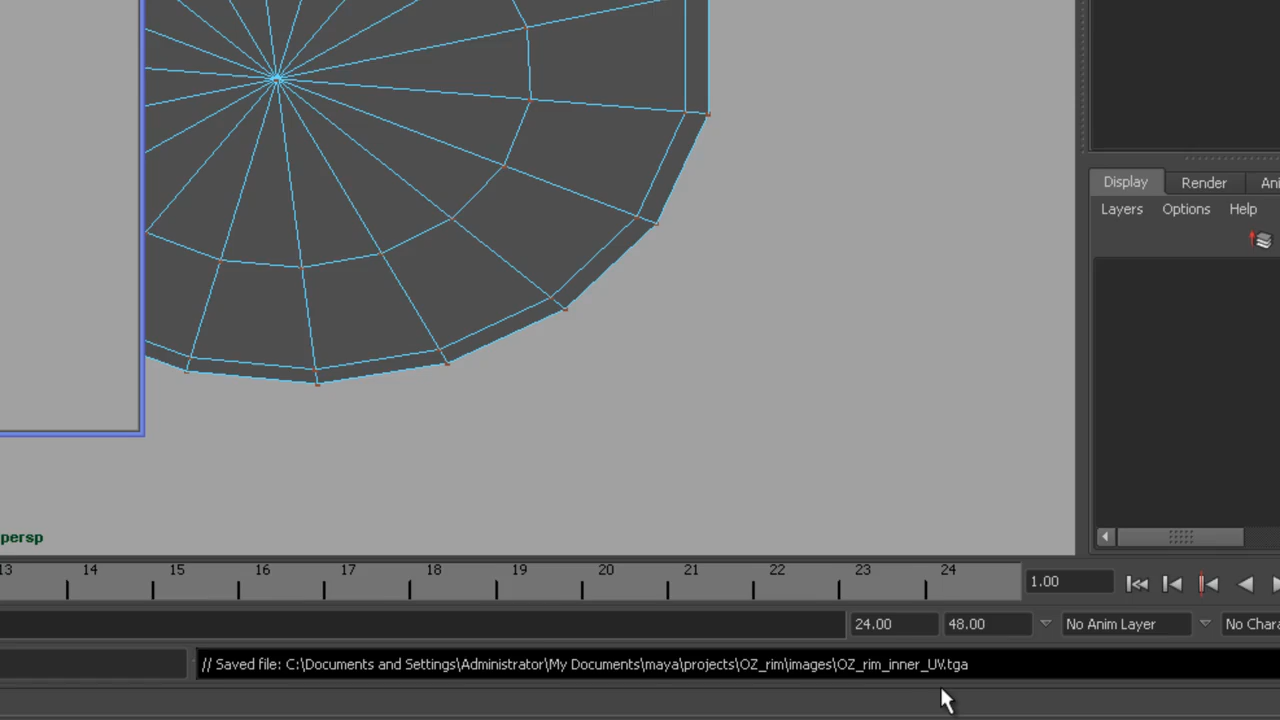 Display Render Ani
Layers Options Help
persp
13 14 15 16 17 18 19 20 21 22 23 24
1.00
24.00 48.00 No Anim Layer No Chara
// Saved file: C:\Documents and Settings\Administrator\My Documents\maya\projects\OZ_rim\images\OZ_rim_inner_UV.tga